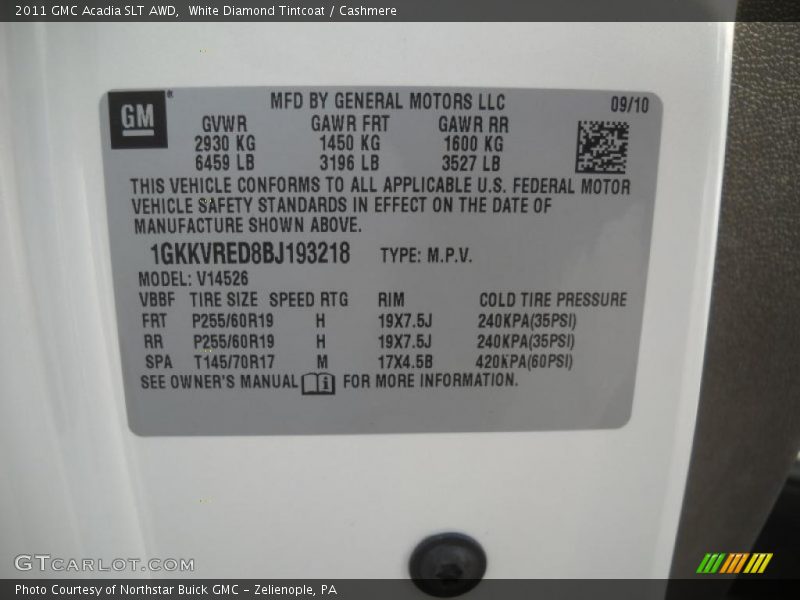 2011 GMC Acadia SLT AWD,  White Diamond Tintcoat / Cashmere
GM® MFD BY GENERAL MOTORS LLC 09/10
GVWR GAWR FRT GAWR RR
2930 KG 1450 KG 1600 KG
6459 LB 3196 LB 3527 LB
THIS VEHICLE CONFORMS TO ALL APPLICABLE U.S. FEDERAL MOTOR
VEHICLE SAFETY STANDARDS IN EFFECT ON THE DATE OF
MANUFACTURE SHOWN ABOVE.
1GKKVRED8BJ193218 TYPE: M.P.V.
MODEL: V14526
VBBF TIRE SIZE SPEED RTG RIM COLD TIRE PRESSURE
FRT P255/60R19 H 19X7.5J 240KPA(35PSI)
RR P255/60R19 H 19X7.5J 240KPA(35PSI)
SPA T145/70R17 M 17X4.5B 420KPA(60PSI)
SEE OWNER'S MANUAL i FOR MORE INFORMATION.
GTCARLOT.COM
Photo Courtesy of Northstar Buick GMC - Zelienople, PA